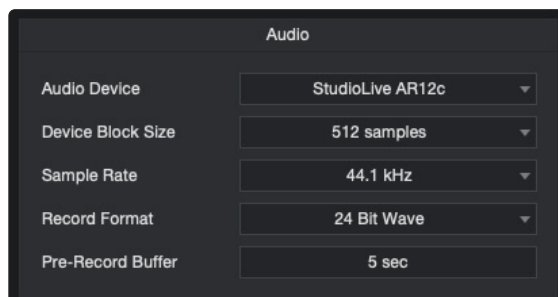 Audio
Audio Device StudioLive AR12c
Device Block Size 512 samples
Sample Rate 44.1 kHz
Record Format 24 Bit Wave
Pre-Record Buffer 5 sec